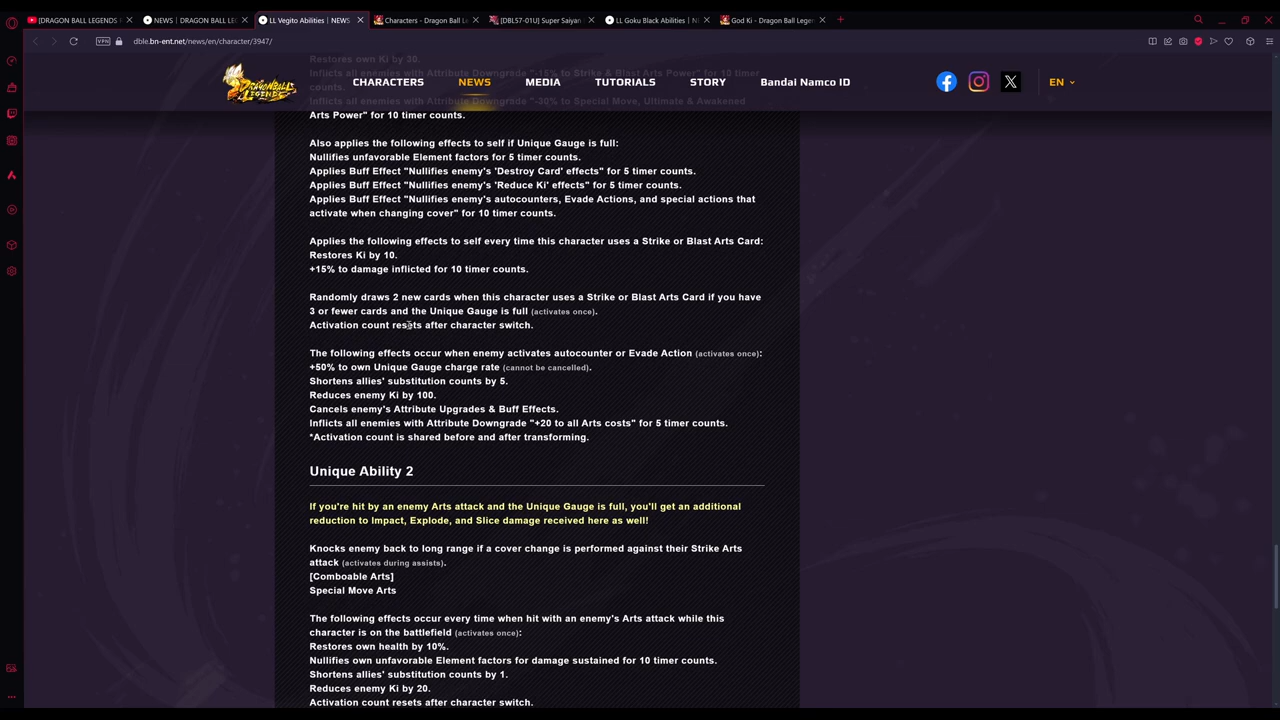 [DRAGON BALL LEGENDS
NEWS | DRAGON BALL LE
LL Vegito Abilities | NEWS
Characters - Dragon Ball L
[DBL57-01U] Super Saiyan
LL Goku Black Abilities | N
God Ki - Dragon Ball Lege
VPN
dble.bn-ent.net/news/en/character/3947/
DRAGONBALL LEGENDS
CHARACTERS
NEWS
MEDIA
TUTORIALS
STORY
Bandai Namco ID
EN
Restores own Ki by 30.
Inflicts all enemies with Attribute Downgrade "-15% to Strike & Blast Arts Power" for 10 timer
counts.
Inflicts all enemies with Attribute Downgrade "-30% to Special Move, Ultimate & Awakened
Arts Power" for 10 timer counts.
Also applies the following effects to self if Unique Gauge is full:
Nullifies unfavorable Element factors for 5 timer counts.
Applies Buff Effect "Nullifies enemy's 'Destroy Card' effects" for 5 timer counts.
Applies Buff Effect "Nullifies enemy's 'Reduce Ki' effects" for 5 timer counts.
Applies Buff Effect "Nullifies enemy's autocounters, Evade Actions, and special actions that
activate when changing cover" for 10 timer counts.
Applies the following effects to self every time this character uses a Strike or Blast Arts Card:
Restores Ki by 10.
+15% to damage inflicted for 10 timer counts.
Randomly draws 2 new cards when this character uses a Strike or Blast Arts Card if you have
3 or fewer cards and the Unique Gauge is full (activates once).
Activation count resets after character switch.
The following effects occur when enemy activates autocounter or Evade Action (activates once):
+50% to own Unique Gauge charge rate (cannot be cancelled).
Shortens allies' substitution counts by 5.
Reduces enemy Ki by 100.
Cancels enemy's Attribute Upgrades & Buff Effects.
Inflicts all enemies with Attribute Downgrade "+20 to all Arts costs" for 5 timer counts.
*Activation count is shared before and after transforming.
Unique Ability 2
If you're hit by an enemy Arts attack and the Unique Gauge is full, you'll get an additional
reduction to Impact, Explode, and Slice damage received here as well!
Knocks enemy back to long range if a cover change is performed against their Strike Arts
attack (activates during assists).
[Comboable Arts]
Special Move Arts
The following effects occur every time when hit with an enemy's Arts attack while this
character is on the battlefield (activates once):
Restores own health by 10%.
Nullifies own unfavorable Element factors for damage sustained for 10 timer counts.
Shortens allies' substitution counts by 1.
Reduces enemy Ki by 20.
Activation count resets after character switch.